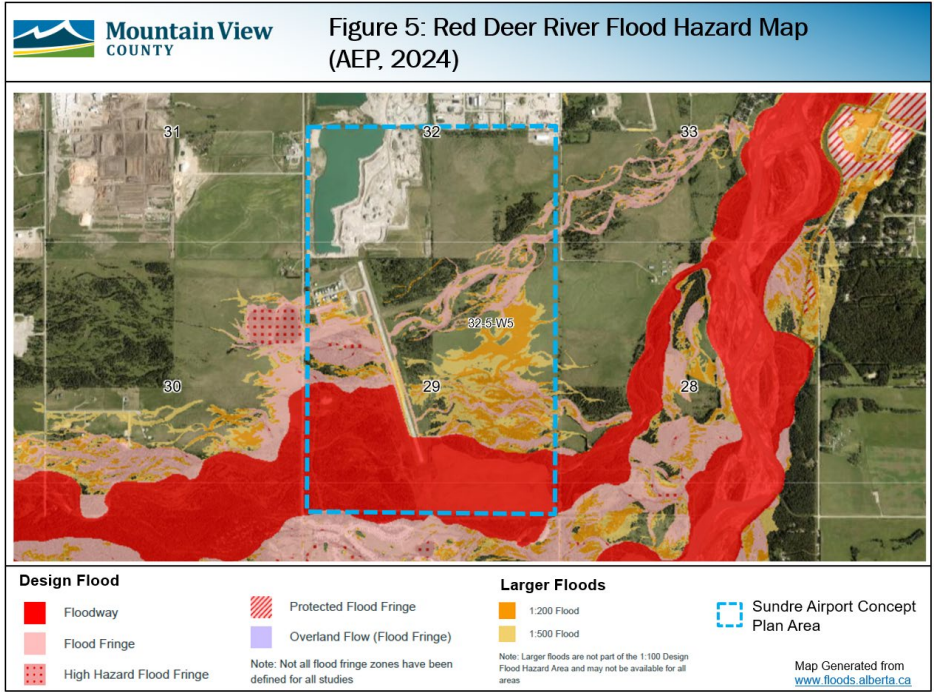 Mountain View
COUNTY
Figure 5: Red Deer River Flood Hazard Map
(AEP, 2024)
31
32
33
32-5-W5
30
29
28
Design Flood
Floodway
Flood Fringe
High Hazard Flood Fringe
Protected Flood Fringe
Overland Flow (Flood Fringe)
Note: Not all flood fringe zones have been
defined for all studies
Larger Floods
1:200 Flood
1:500 Flood
Note: Larger floods are not part of the 1:100 Design
Flood Hazard Area and may not be available for all
areas
Sundre Airport Concept
Plan Area
Map Generated from
www.floods.alberta.ca